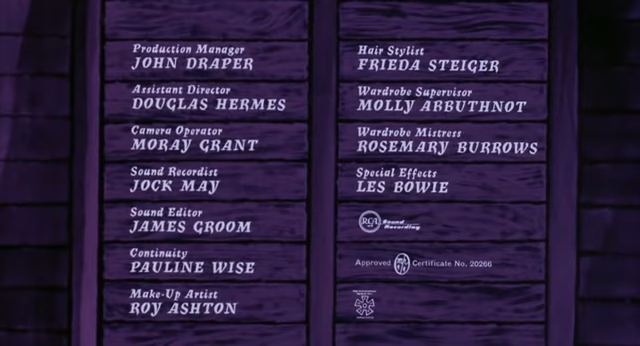 Production Manager
JOHN DRAPER
Assistant Director
DOUGLAS HERMES
Camera Operator
MORAY GRANT
Sound Recordist
JOCK MAY
Sound Editor
JAMES GROOM
Continuity
PAULINE WISE
Make-Up Artist
ROY ASHTON
Hair Stylist
FRIEDA STEIGER
Wardrobe Supervisor
MOLLY ARBUTHNOT
Wardrobe Mistress
ROSEMARY BURROWS
Special Effects
LES BOWIE
RCA Sound
Recording
Approved Certificate No. 20266